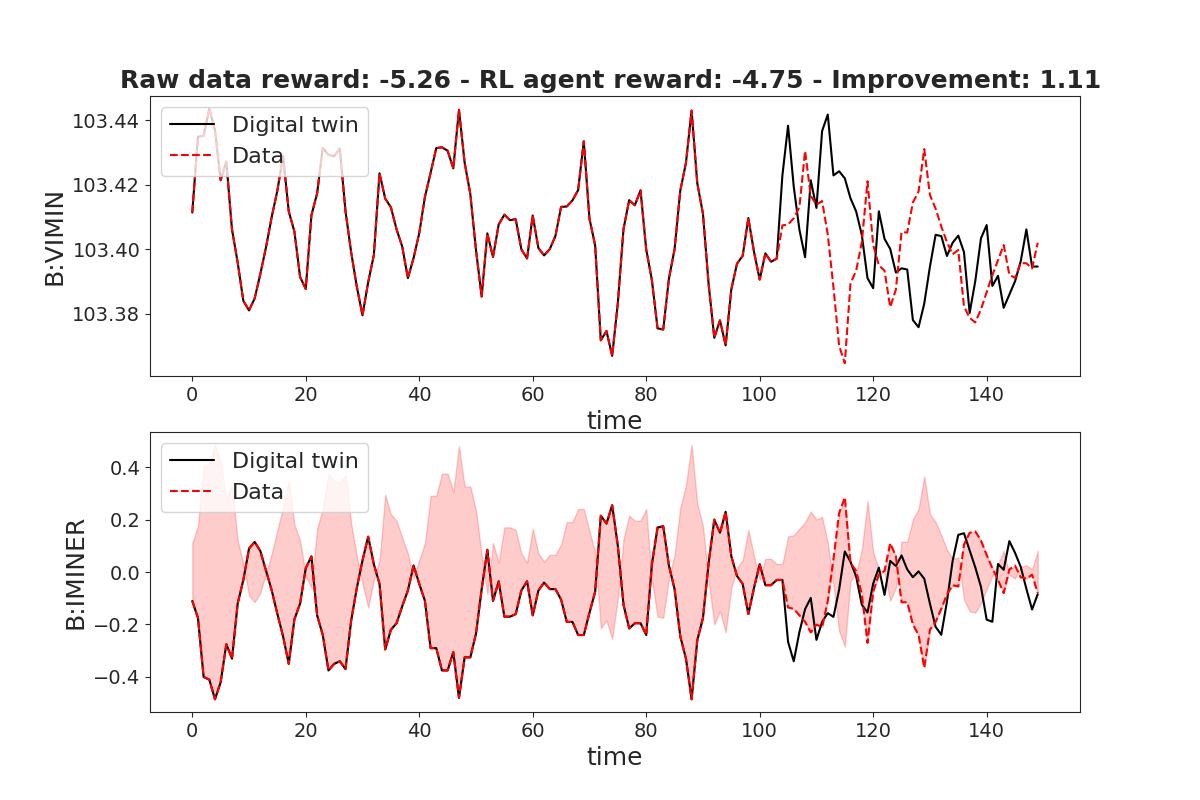 Raw data reward: -5.26 - RL agent reward: -4.75 - Improvement: 1.11
103.44
103.42
103.40
103.38
B:VIMIN
Digital twin
Data
0 20 40 60 80 100 120 140
time
0.4
0.2
0.0
−0.2
−0.4
B:IMINER
Digital twin
Data
0 20 40 60 80 100 120 140
time